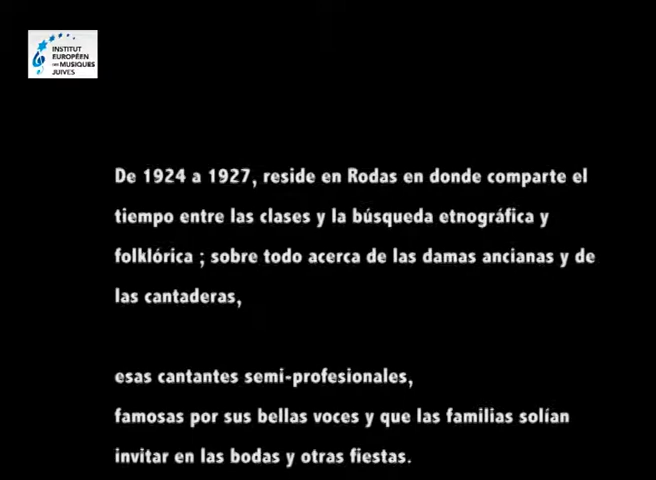 INSTITUT
EUROPÉEN
DES MUSIQUES
JUIVES
De 1924 a 1927, reside en Rodas en donde comparte el
tiempo entre las clases y la búsqueda etnográfica y
folklórica ; sobre todo acerca de las damas ancianas y de
las cantaderas,
esas cantantes semi-profesionales,
famosas por sus bellas voces y que las familias solían
invitar en las bodas y otras fiestas.